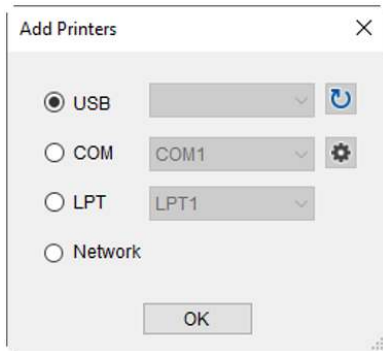 Add Printers
USB
COM COM1
LPT LPT1
Network
OK